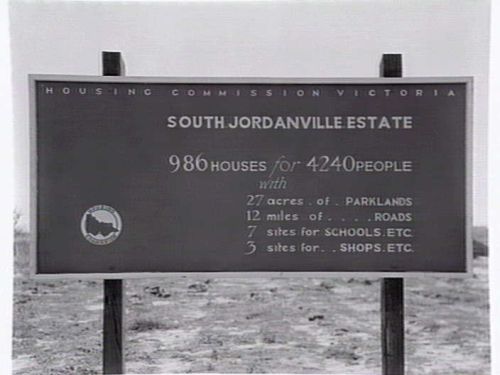 HOUSING COMMISSION VICTORIA
SOUTH JORDANVILLE ESTATE
986 HOUSES for 4240 PEOPLE
with
27 acres . of . PARKLANDS
12 miles of . . . . . ROADS
7 sites for SCHOOLS. ETC.
3 sites for . . SHOPS. ETC.